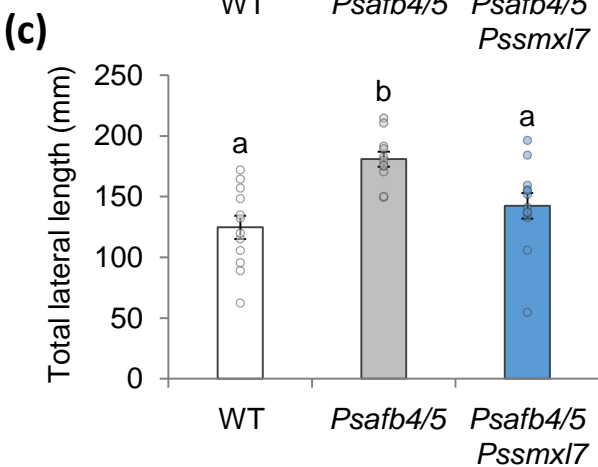 WT Psafb4/5 Psafb4/5
Pssmxl7
(c)
Total lateral length (mm)
250
200
150
100
50
0
a
b
a
WT Psafb4/5 Psafb4/5
Pssmxl7